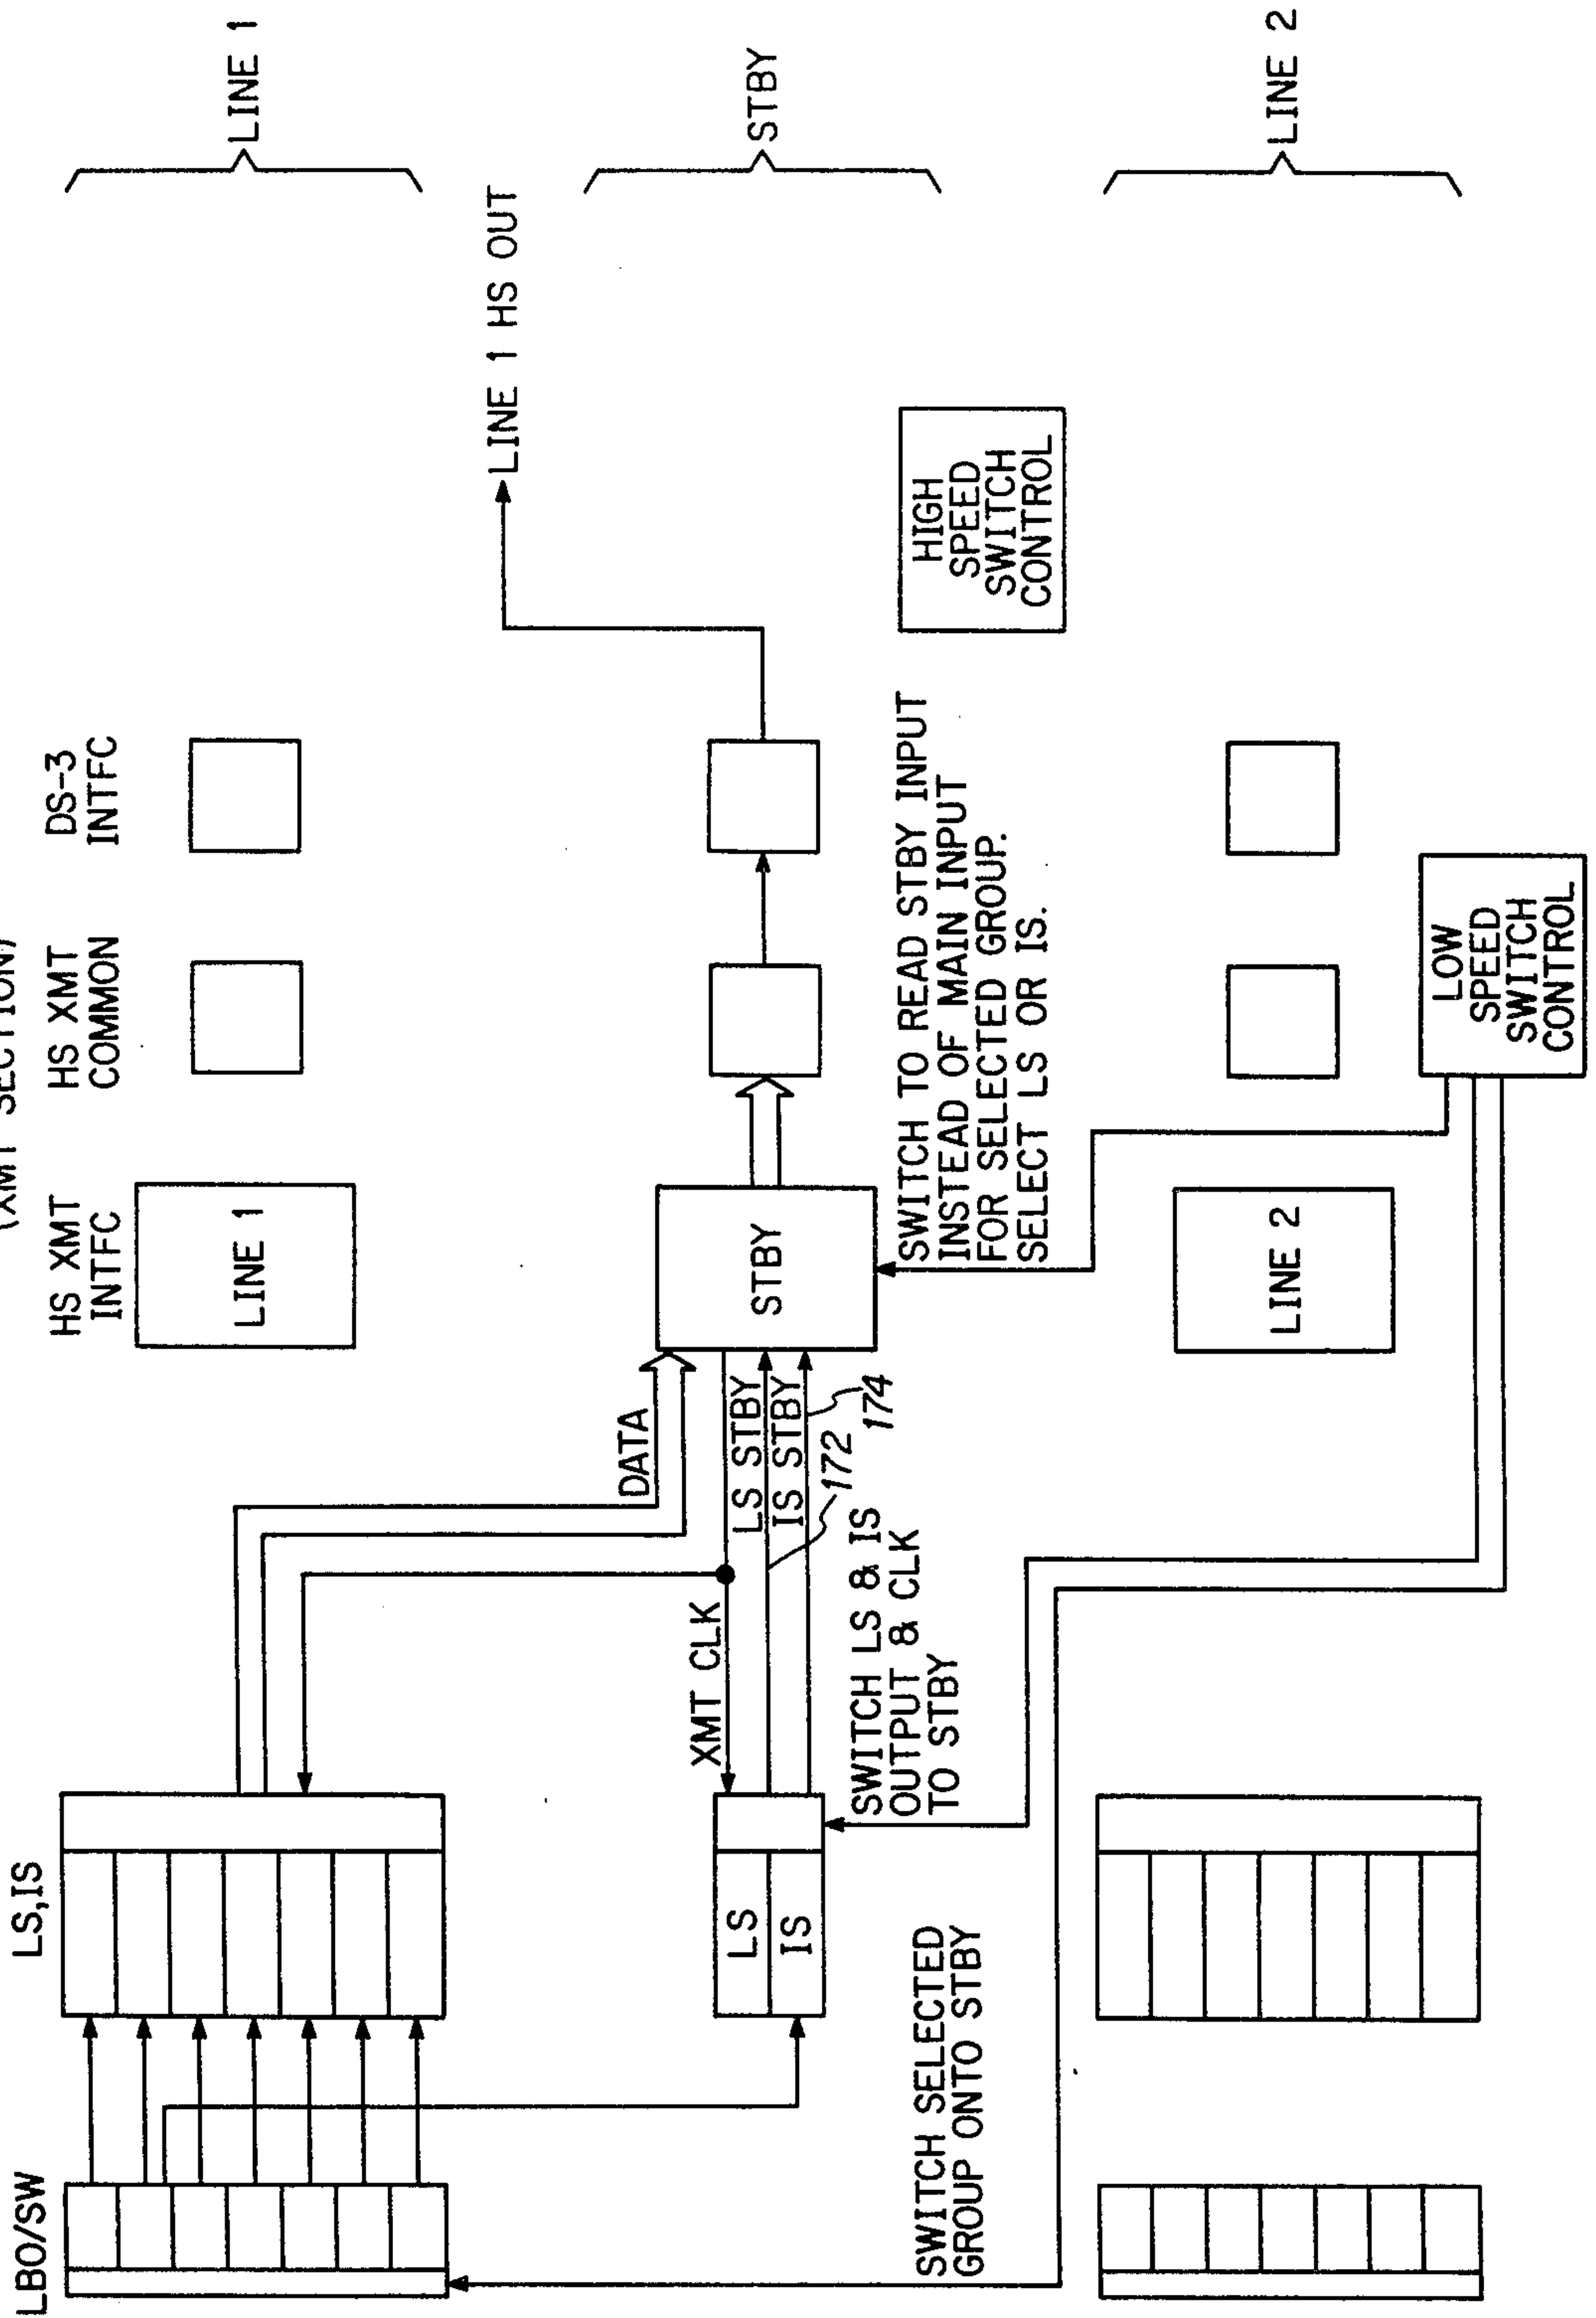 (XMT SECTION)
LBO/SW
LS,IS
HS XMT
INTFC
HS XMT
COMMON
DS-3
INTFC
LINE 1
LINE 1
DATA
LINE 1 HS OUT
XMT CLK
LS STBY
IS STBY
172
174
LS
IS
STBY
STBY
SWITCH LS & IS
OUTPUT & CLK
TO STBY
SWITCH TO READ STBY INPUT
INSTEAD OF MAIN INPUT
FOR SELECTED GROUP.
SELECT LS OR IS.
HIGH
SPEED
SWITCH
CONTROL
SWITCH SELECTED
GROUP ONTO STBY
LINE 2
LINE 2
LOW
SPEED
SWITCH
CONTROL